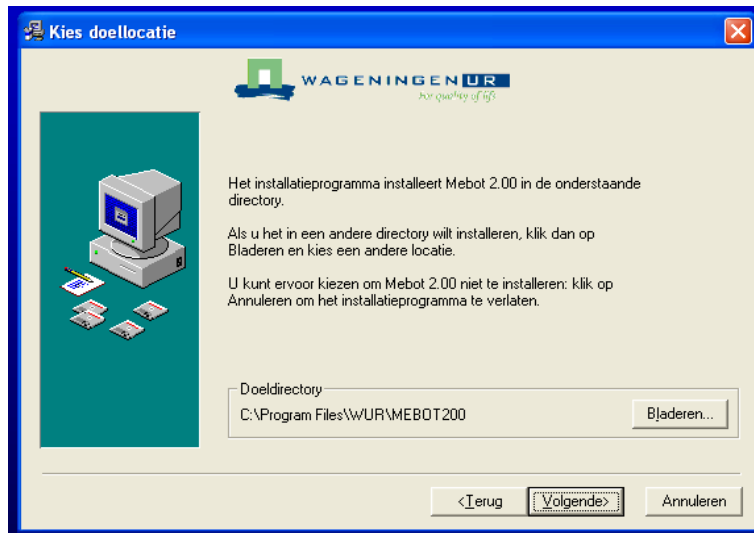 Kies doellocatie
WAGENINGEN UR
For quality of life
Het installatieprogramma installeert Mebot 2.00 in de onderstaande
directory.
Als u het in een andere directory wilt installeren, klik dan op
Bladeren en kies een andere locatie.
U kunt ervoor kiezen om Mebot 2.00 niet te installeren: klik op
Annuleren om het installatieprogramma te verlaten.
Doeldirectory
C:\Program Files\WUR\MEBOT200
Bladeren...
<Terug
Volgende>
Annuleren